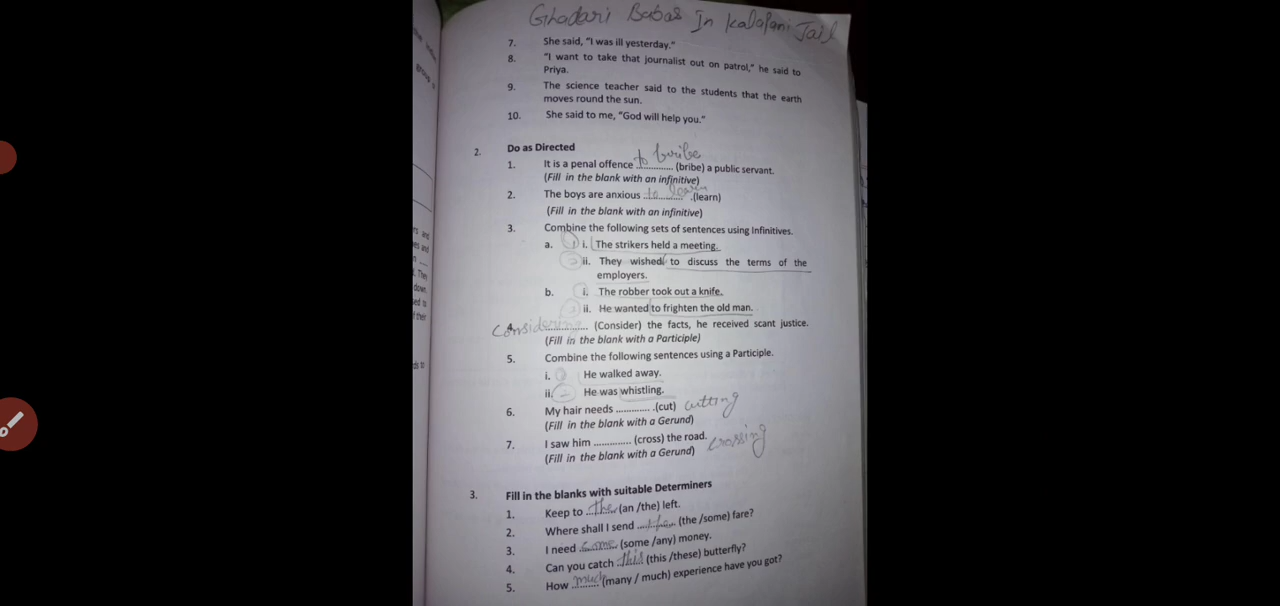 Ghadari Babas In Kalapani Jail
7. She said, "I was ill yesterday."
8. "I want to take that journalist out on patrol," he said to
Priya.
9. The science teacher said to the students that the earth
moves round the sun.
10. She said to me, "God will help you."
2. Do as Directed
1. It is a penal offence to bribe ............ (bribe) a public servant.
(Fill in the blank with an infinitive)
2. The boys are anxious to learn ............ .(learn)
(Fill in the blank with an infinitive)
3. Combine the following sets of sentences using Infinitives.
a. i. The strikers held a meeting.
ii. They wished to discuss the terms of the
employers.
b. i. The robber took out a knife.
ii. He wanted to frighten the old man.
4. Considering ............ (Consider) the facts, he received scant justice.
(Fill in the blank with a Participle)
5. Combine the following sentences using a Participle.
i. He walked away.
ii. He was whistling.
6. My hair needs ............. .(cut) cutting
(Fill in the blank with a Gerund)
7. I saw him ............. (cross) the road. crossing
(Fill in the blank with a Gerund)
3. Fill in the blanks with suitable Determiners
1. Keep to the (an /the) left.
2. Where shall I send ............ (the /some) fare?
3. I need some (some /any) money.
4. Can you catch this (this /these) butterfly?
5. How much (many / much) experience have you got?